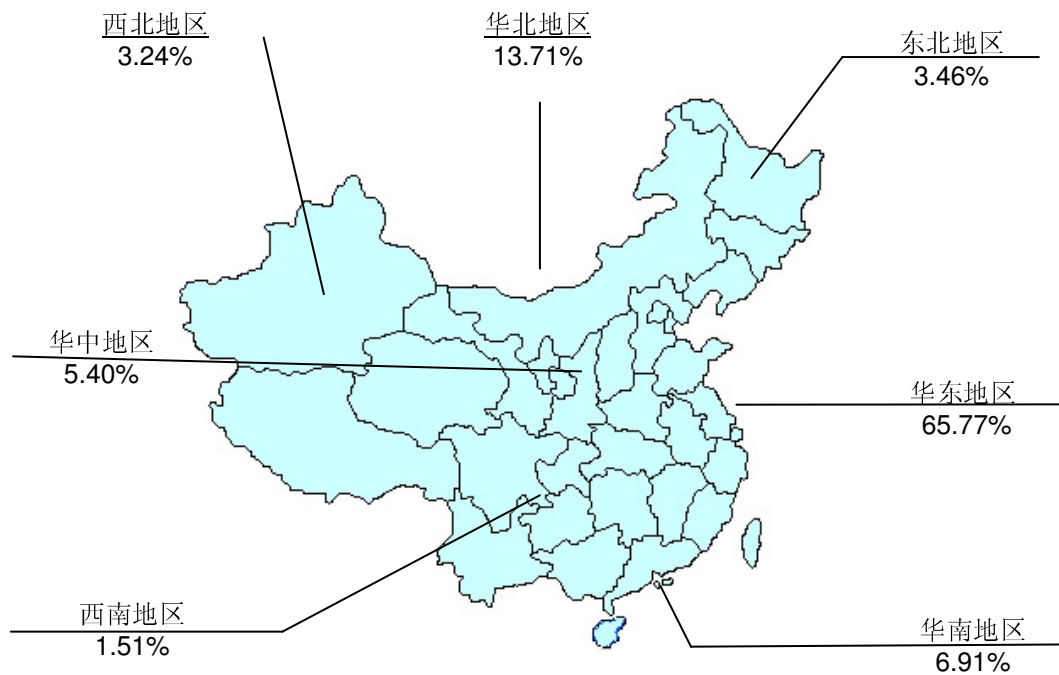 西北地区
3.24%
华北地区
13.71%
东北地区
3.46%
华中地区
5.40%
华东地区
65.77%
西南地区
1.51%
华南地区
6.91%